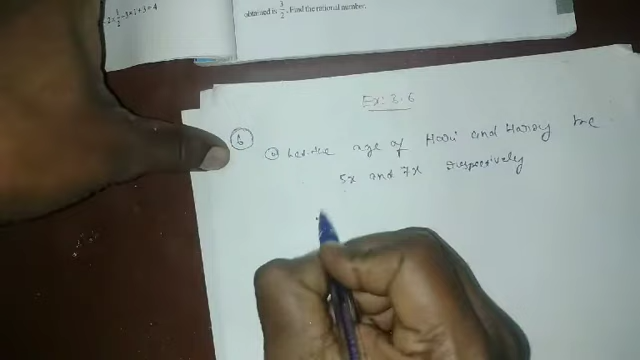 obtained is 3/2. Find the rational number.
Ex: 3.6
6
Let the age of Hari and Harry be
5x and 7x respectively